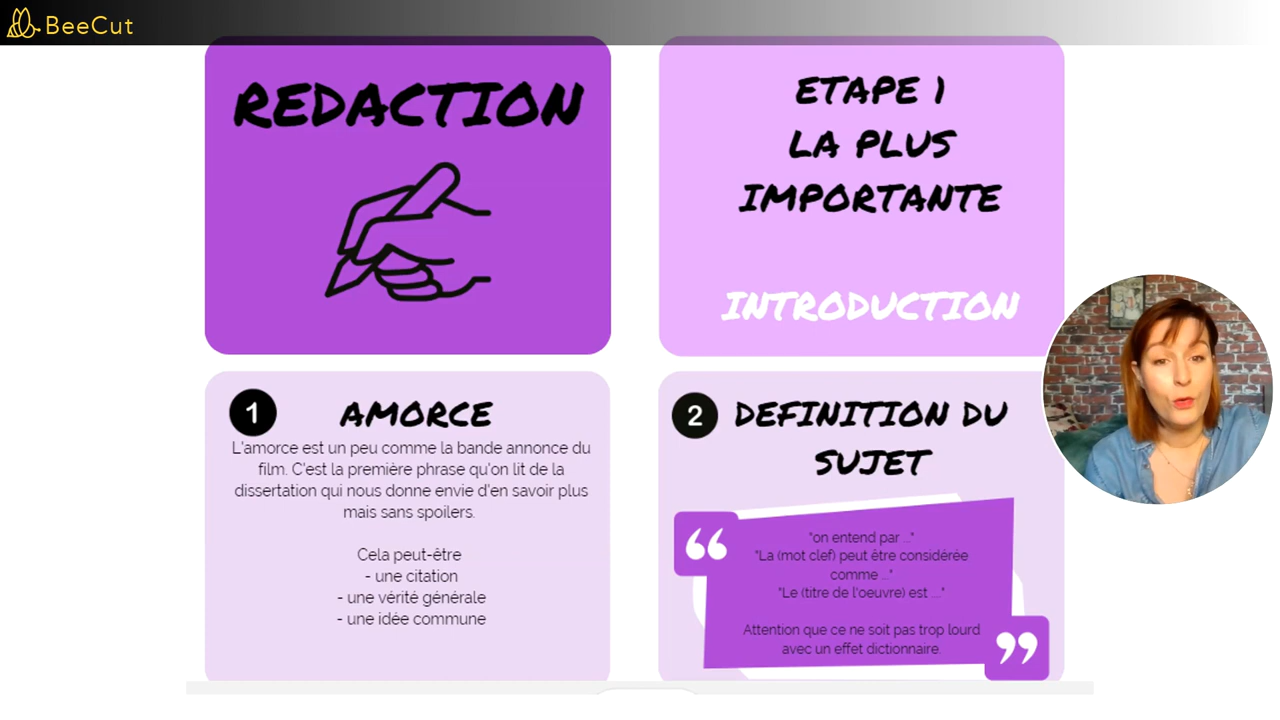 BeeCut
REDACTION
ETAPE 1
LA PLUS
IMPORTANTE
INTRODUCTION
1
AMORCE
L'amorce est un peu comme la bande annonce du
film. C'est la première phrase qu'on lit de la
dissertation qui nous donne envie d'en savoir plus
mais sans spoilers.
Cela peut-être
- une citation
- une vérité générale
- une idée commune
2
DEFINITION DU
SUJET
"on entend par ..."
"La (mot clef) peut être considérée
comme ..."
"Le (titre de l'oeuvre) est ...."
Attention que ce ne soit pas trop lourd
avec un effet dictionnaire.